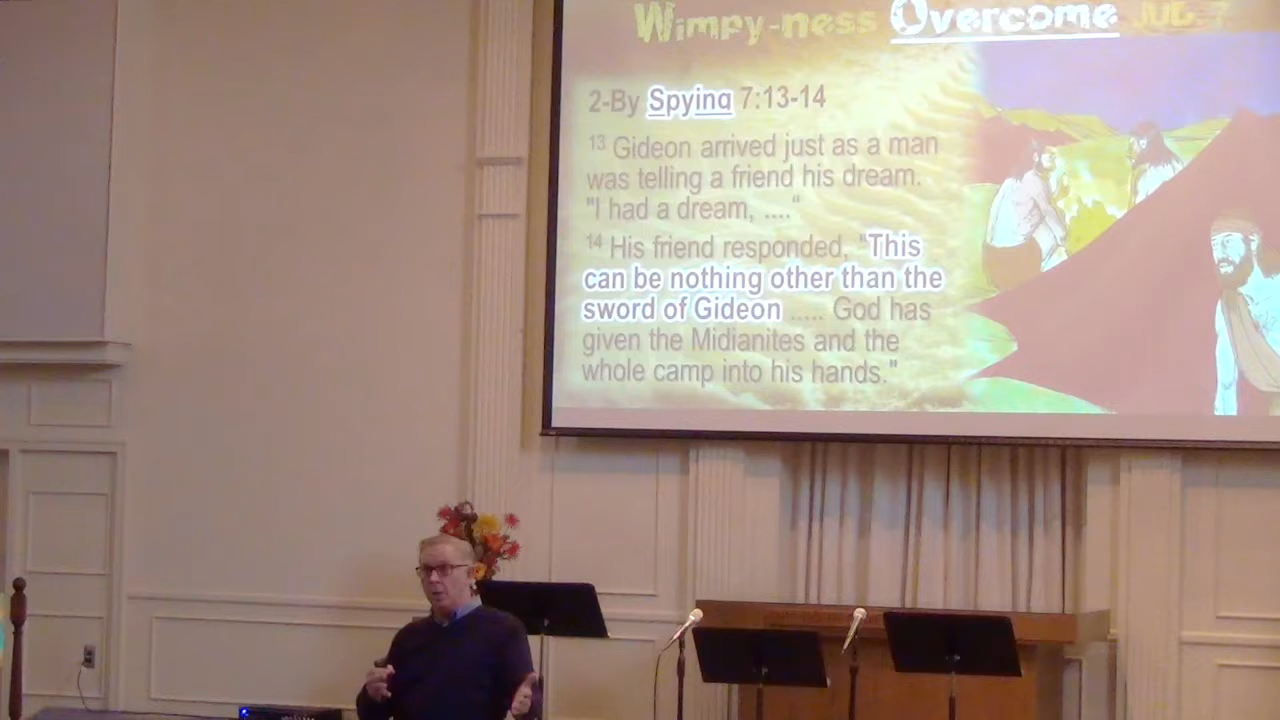 Wimpy-ness Overcome JUG. 7
2-By Spying 7:13-14
13 Gideon arrived just as a man
was telling a friend his dream.
"I had a dream, ...."
14 His friend responded, "This
can be nothing other than the
sword of Gideon ..... God has
given the Midianites and the
whole camp into his hands."